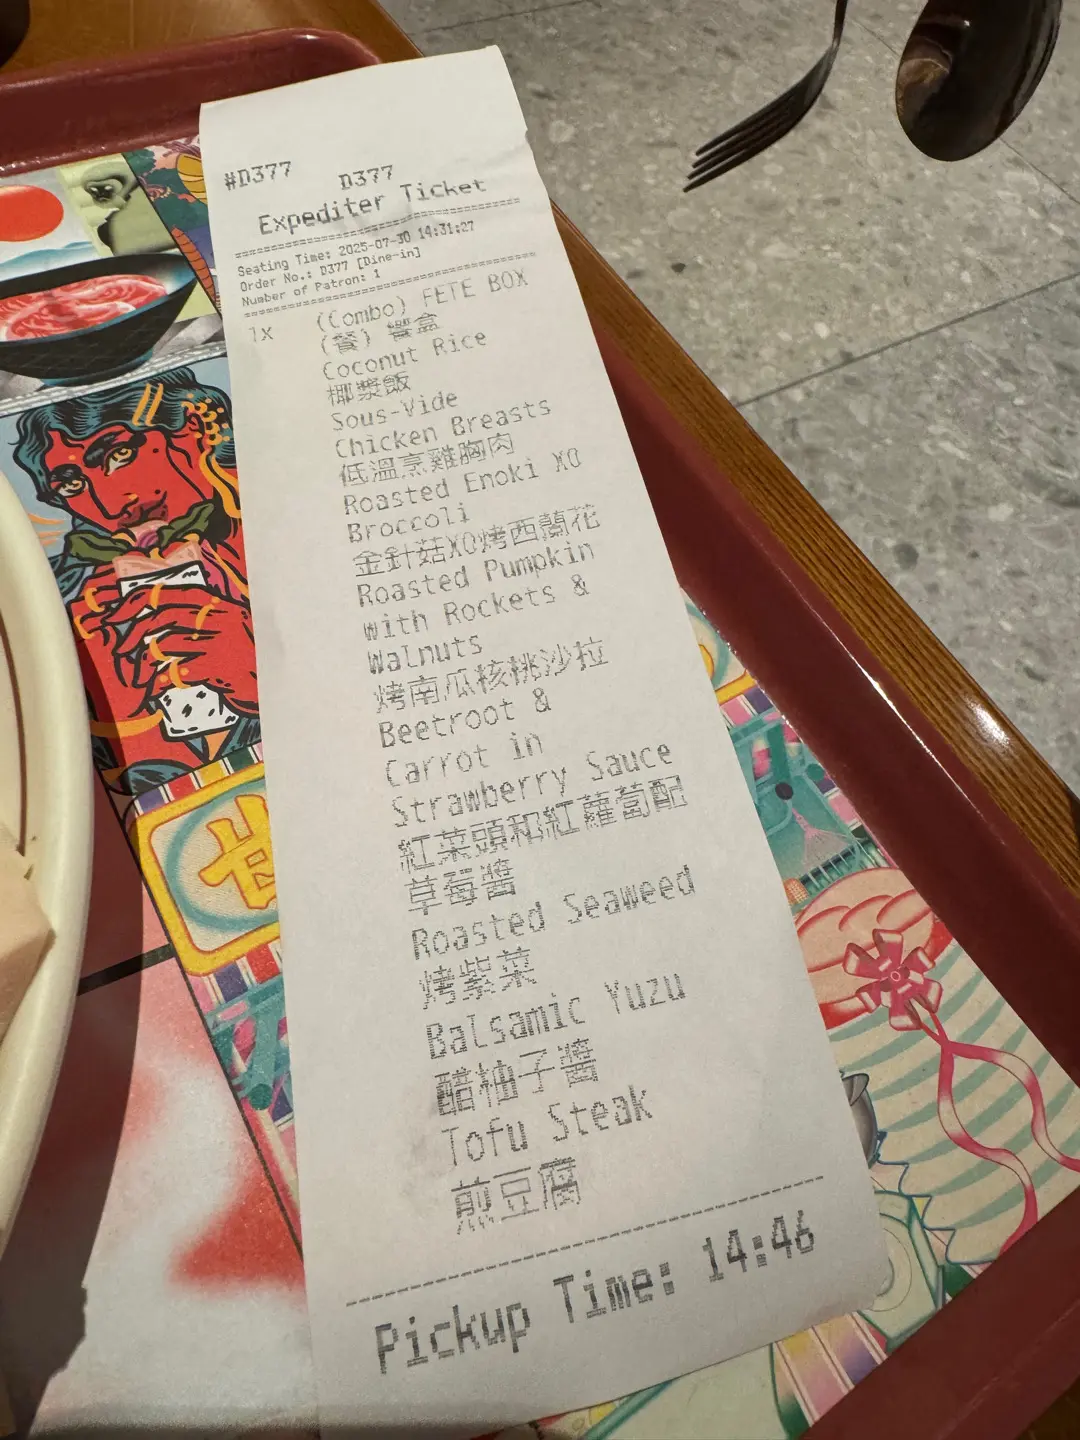 #D377 D377
Expediter Ticket
Seating Time: 2025-07-30 14:31:27
Order No.: D377 [Dine-in]
Number of Patron: 1
1x (Combo) FETE BOX
(餐) 饗盒
Coconut Rice
椰漿飯
Sous-Vide
Chicken Breasts
低溫烹雞胸肉
Roasted Enoki XO
Broccoli
金針菇XO烤西蘭花
Roasted Pumpkin
with Rockets &
Walnuts
烤南瓜核桃沙拉
Beetroot &
Carrot in
Strawberry Sauce
紅菜頭和紅蘿蔔配
草莓醬
Roasted Seaweed
烤紫菜
Balsamic Yuzu
醋柚子醬
Tofu Steak
煎豆腐
Pickup Time: 14:46
甘